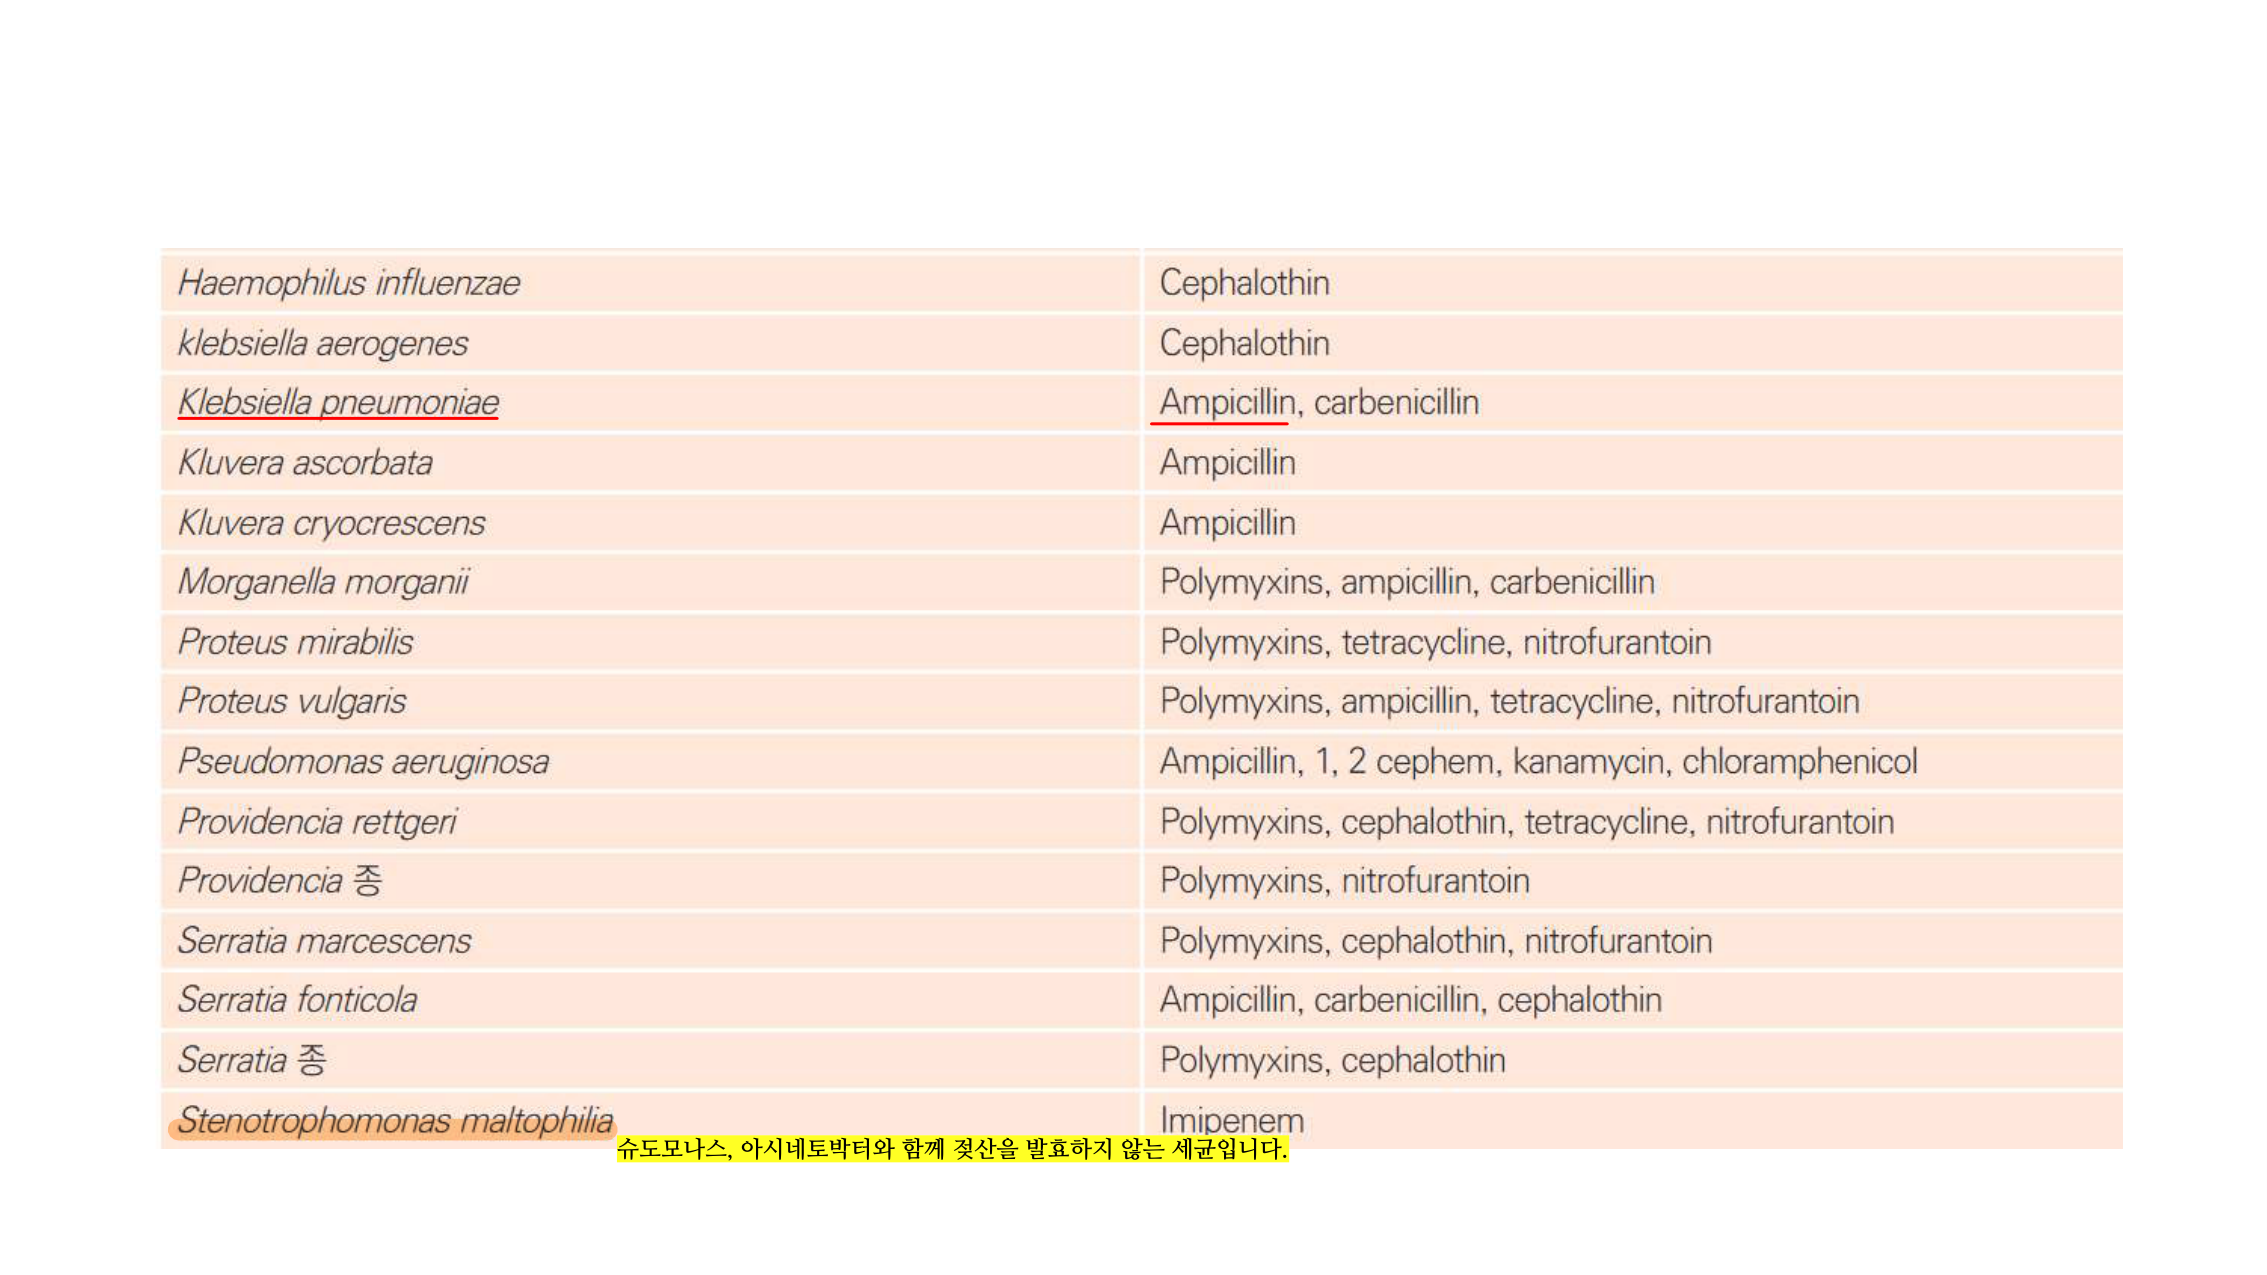 Haemophilus influenzae Cephalothin
klebsiella aerogenes Cephalothin
Klebsiella pneumoniae Ampicillin, carbenicillin
Kluvera ascorbata Ampicillin
Kluvera cryocrescens Ampicillin
Morganella morganii Polymyxins, ampicillin, carbenicillin
Proteus mirabilis Polymyxins, tetracycline, nitrofurantoin
Proteus vulgaris Polymyxins, ampicillin, tetracycline, nitrofurantoin
Pseudomonas aeruginosa Ampicillin, 1, 2 cephem, kanamycin, chloramphenicol
Providencia rettgeri Polymyxins, cephalothin, tetracycline, nitrofurantoin
Providencia 종 Polymyxins, nitrofurantoin
Serratia marcescens Polymyxins, cephalothin, nitrofurantoin
Serratia fonticola Ampicillin, carbenicillin, cephalothin
Serratia 종 Polymyxins, cephalothin
Stenotrophomonas maltophilia Imipenem
슈도모나스, 아시네토박터와 함께 젖산을 발효하지 않는 세균입니다.